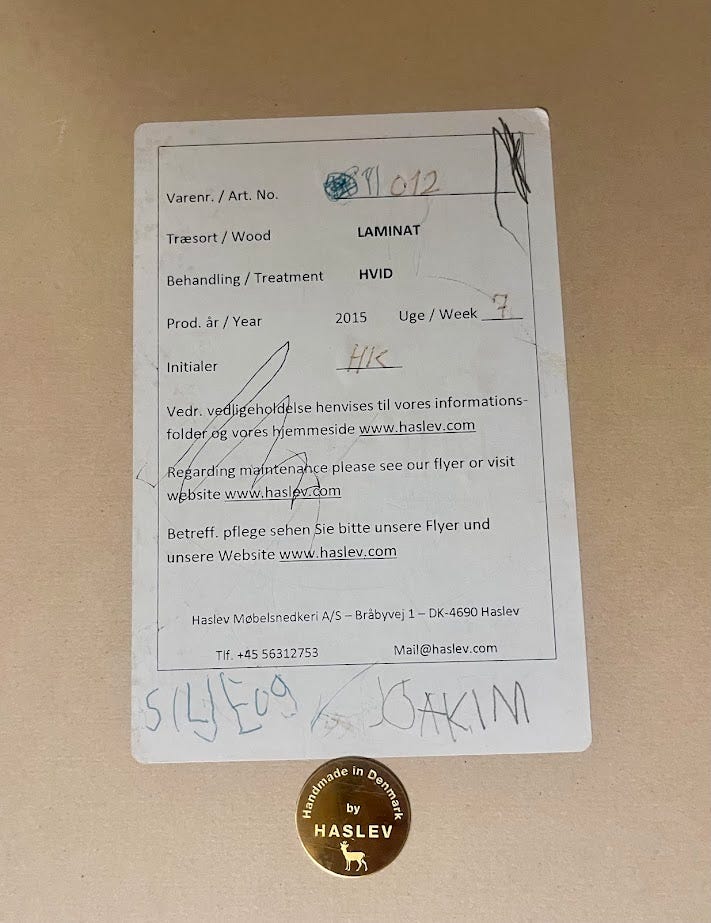 Varenr. / Art. No. 012
Træsort / Wood LAMINAT
Behandling / Treatment HVID
Prod. år / Year 2015 Uge / Week 7
Initialer HK
Vedr. vedligeholdelse henvises til vores informations-
folder og vores hjemmeside www.haslev.com
Regarding maintenance please see our flyer or visit
website www.haslev.com
Betreff. pflege sehen Sie bitte unsere Flyer und
unsere Website www.haslev.com
Haslev Møbelsnedkeri A/S – Bråbyvej 1 – DK-4690 Haslev
Tlf. +45 56312753 Mail@haslev.com
SILJE og JOAKIM
Handmade in Denmark
by
HASLEV